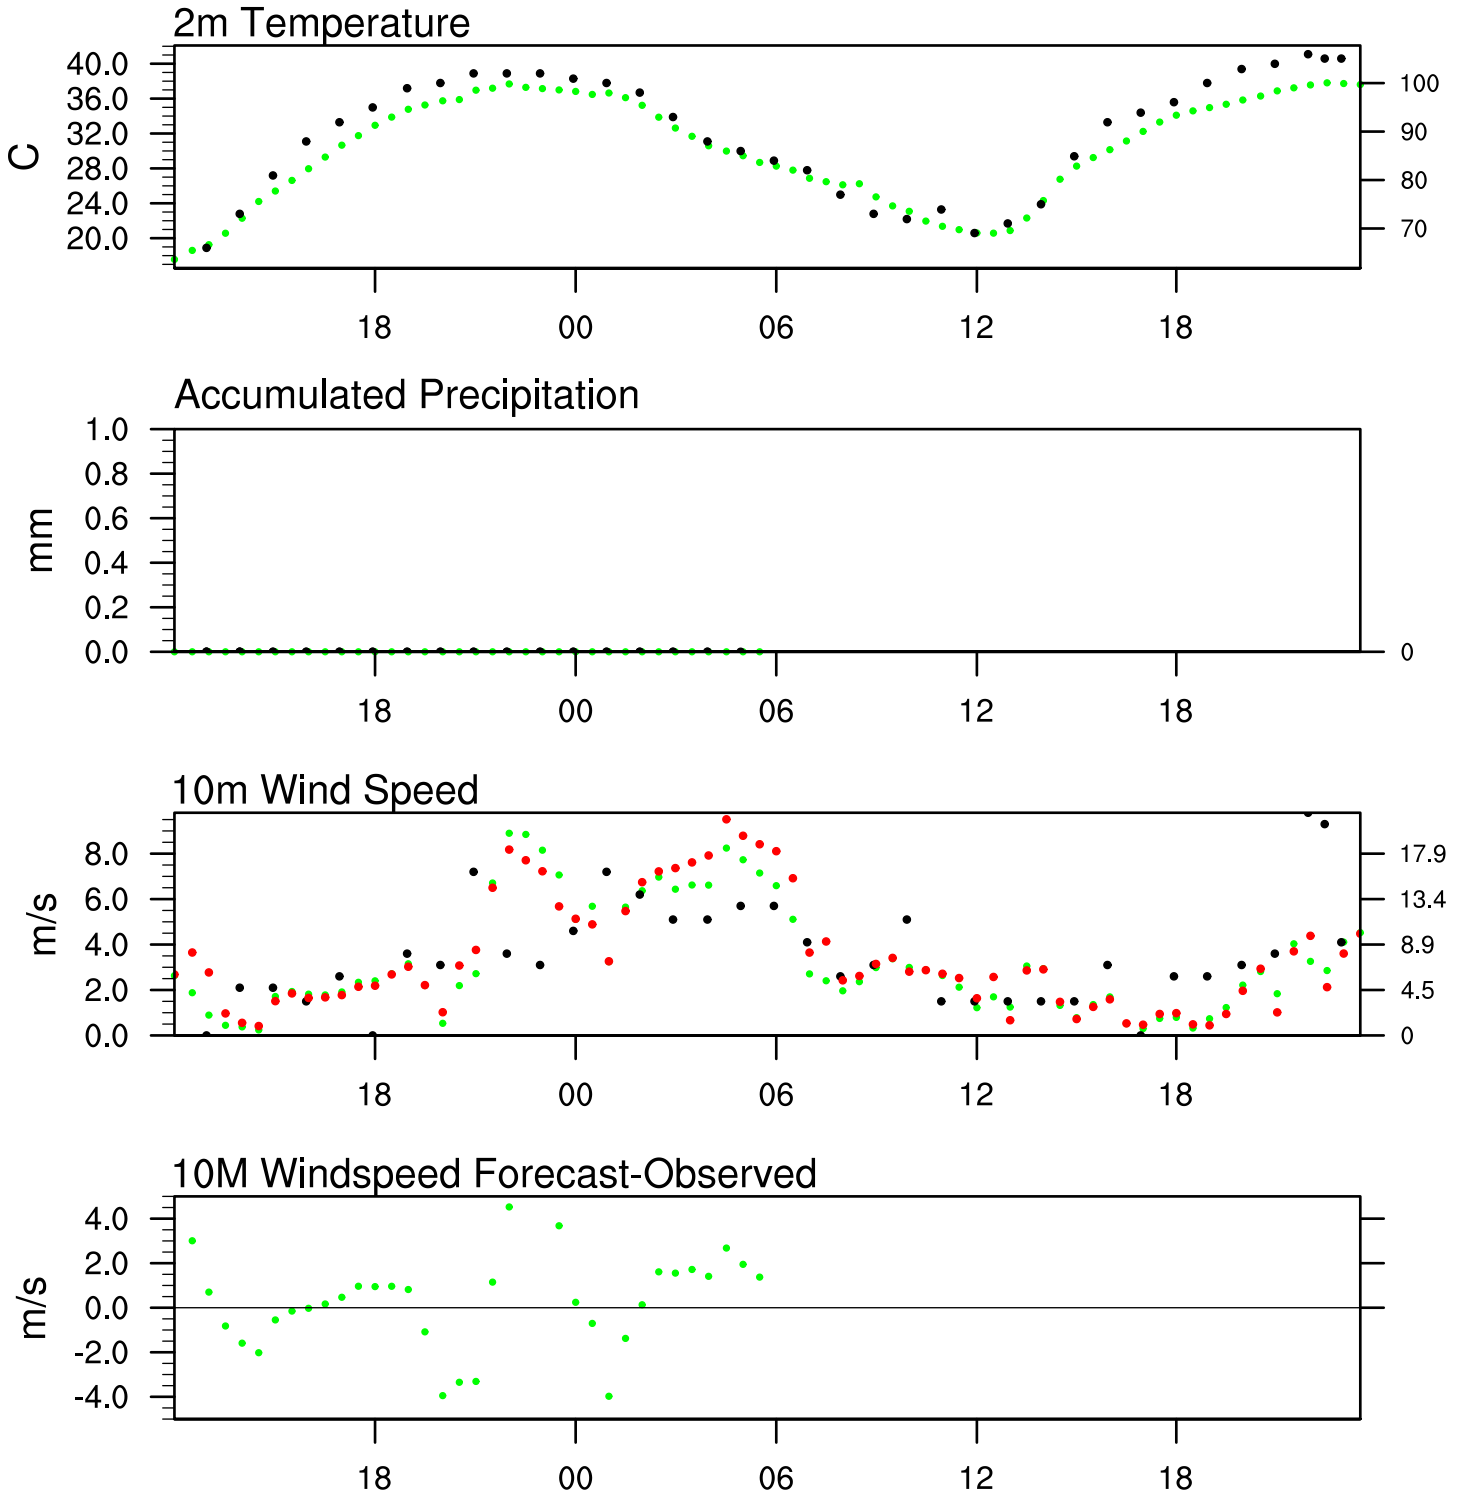 2m Temperature
40.0
36.0
32.0
28.0
24.0
20.0
C
100
90
80
70
18 00 06 12 18
Accumulated Precipitation
1.0
0.8
0.6
0.4
0.2
0.0
mm
0
18 00 06 12 18
10m Wind Speed
8.0
6.0
4.0
2.0
0.0
m/s
17.9
13.4
8.9
4.5
0
18 00 06 12 18
10M Windspeed Forecast-Observed
4.0
2.0
0.0
-2.0
-4.0
m/s
18 00 06 12 18